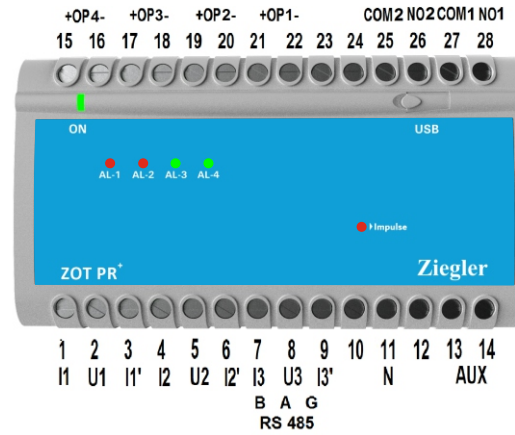 +OP4- +OP3- +OP2- +OP1- COM2 NO2 COM1 NO1
15 16 17 18 19 20 21 22 23 24 25 26 27 28
ON USB
AL-1 AL-2 AL-3 AL-4
Impulse
ZOT PR+ Ziegler
1 2 3 4 5 6 7 8 9 10 11 12 13 14
I1 U1 I1' I2 U2 I2' I3 U3 I3' N AUX
B A G
RS 485